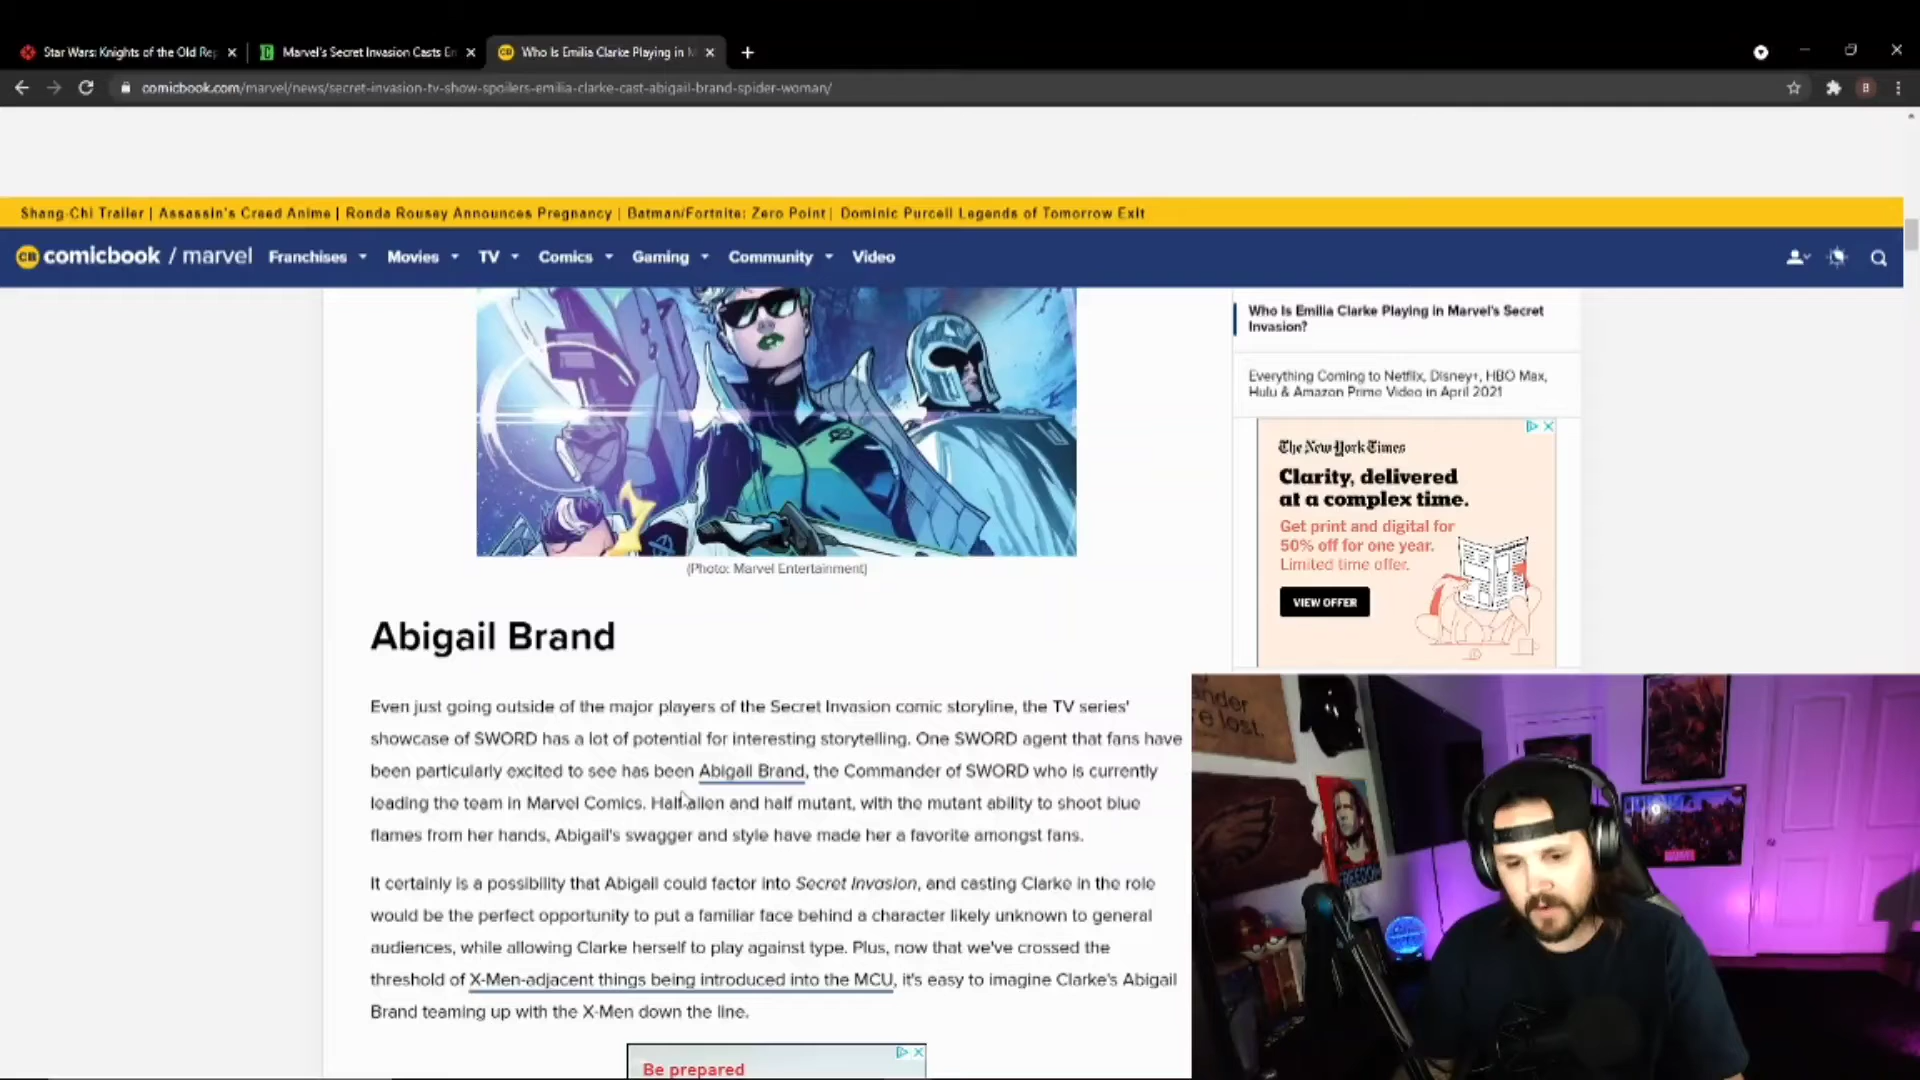 Star Wars: Knights of the Old Rep
Marvel's Secret Invasion Casts Em
Who Is Emilia Clarke Playing in M
comicbook.com/marvel/news/secret-invasion-tv-show-spoilers-emilia-clarke-cast-abigail-brand-spider-woman/
B
Shang-Chi Trailer | Assassin's Creed Anime | Ronda Rousey Announces Pregnancy | Batman/Fortnite: Zero Point | Dominic Purcell Legends of Tomorrow Exit
CB comicbook / marvel Franchises Movies TV Comics Gaming Community Video
Who Is Emilia Clarke Playing in Marvel's Secret
Invasion?
Everything Coming to Netflix, Disney+, HBO Max,
Hulu & Amazon Prime Video in April 2021
The New York Times
Clarity, delivered
at a complex time.
Get print and digital for
50% off for one year.
Limited time offer.
VIEW OFFER
(Photo: Marvel Entertainment)
Abigail Brand
Even just going outside of the major players of the Secret Invasion comic storyline, the TV series'
showcase of SWORD has a lot of potential for interesting storytelling. One SWORD agent that fans have
been particularly excited to see has been Abigail Brand, the Commander of SWORD who is currently
leading the team in Marvel Comics. Half alien and half mutant, with the mutant ability to shoot blue
flames from her hands, Abigail's swagger and style have made her a favorite amongst fans.
It certainly is a possibility that Abigail could factor into Secret Invasion, and casting Clarke in the role
would be the perfect opportunity to put a familiar face behind a character likely unknown to general
audiences, while allowing Clarke herself to play against type. Plus, now that we've crossed the
threshold of X-Men-adjacent things being introduced into the MCU, it's easy to imagine Clarke's Abigail
Brand teaming up with the X-Men down the line.
Be prepared
ander
re lost.
FREEDOM
MARVEL